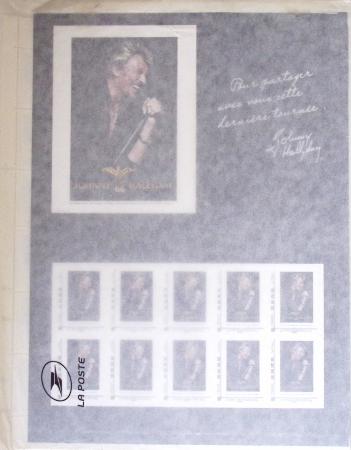 Pour partager
avec vous cette
dernière tournée.
Johnny
Hallyday
JOHNNY HALLYDAY
LA POSTE